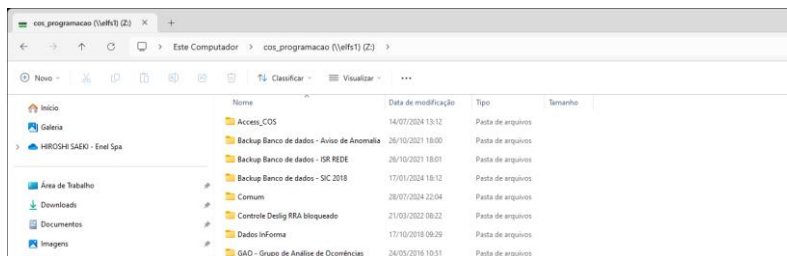 cos_programacao (\\elfs1) (Z:)
Este Computador > cos_programacao (\\elfs1) (Z:) >
Novo Classificar Visualizar ...
Início
Galeria
HIROSHI SAEKI - Enel Spa
Área de Trabalho
Downloads
Documentos
Imagens
Nome Data de modificação Tipo Tamanho
Access_COS 14/07/2024 13:12 Pasta de arquivos
Backup Banco de dados - Aviso de Anomalia 26/10/2021 18:00 Pasta de arquivos
Backup Banco de dados - ISR REDE 26/10/2021 18:01 Pasta de arquivos
Backup Banco de dados - SIC 2018 17/01/2024 18:12 Pasta de arquivos
Comum 28/07/2024 22:04 Pasta de arquivos
Controle Deslig RRA bloqueado 21/03/2022 08:22 Pasta de arquivos
Dados InForma 17/10/2018 09:29 Pasta de arquivos
GAO - Grupo de Análise de Ocorrências 24/05/2016 10:51 Pasta de arquivos